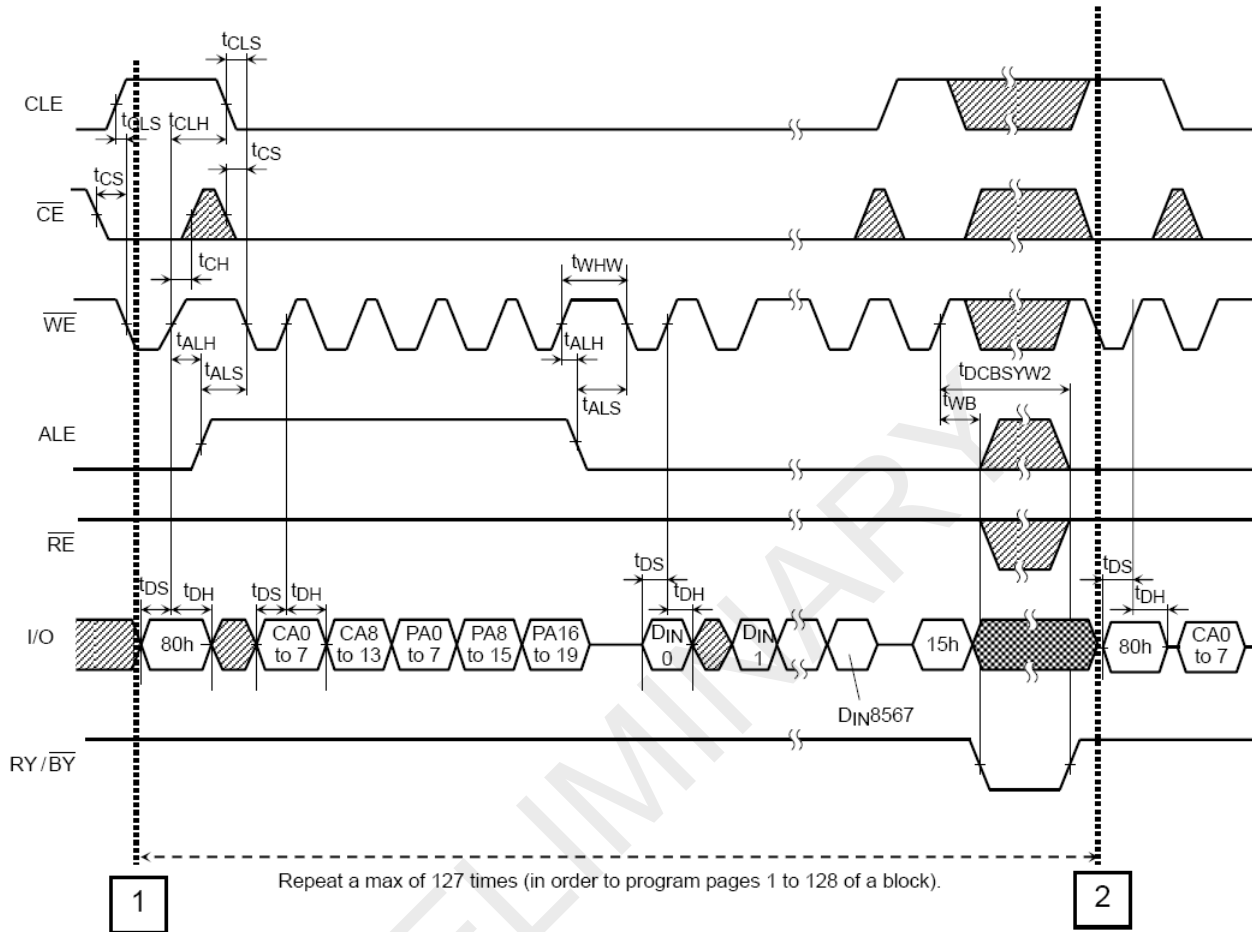 tCLS
CLE
tCLS tCLH
tCS
tCS
CE
tCH
tWHW
WE
tALH
tALH
tALS
tDCBSYW2
tALS
tWB
ALE
RE
tDS
tDS
tDH
tDS
tDH
tDH
I/O
80h
CA0 to 7
CA8 to 13
PA0 to 7
PA8 to 15
PA16 to 19
DIN 0
DIN 1
15h
80h
CA0 to 7
DIN8567
RY/BY
Repeat a max of 127 times (in order to program pages 1 to 128 of a block).
1
2
ELIMINARY